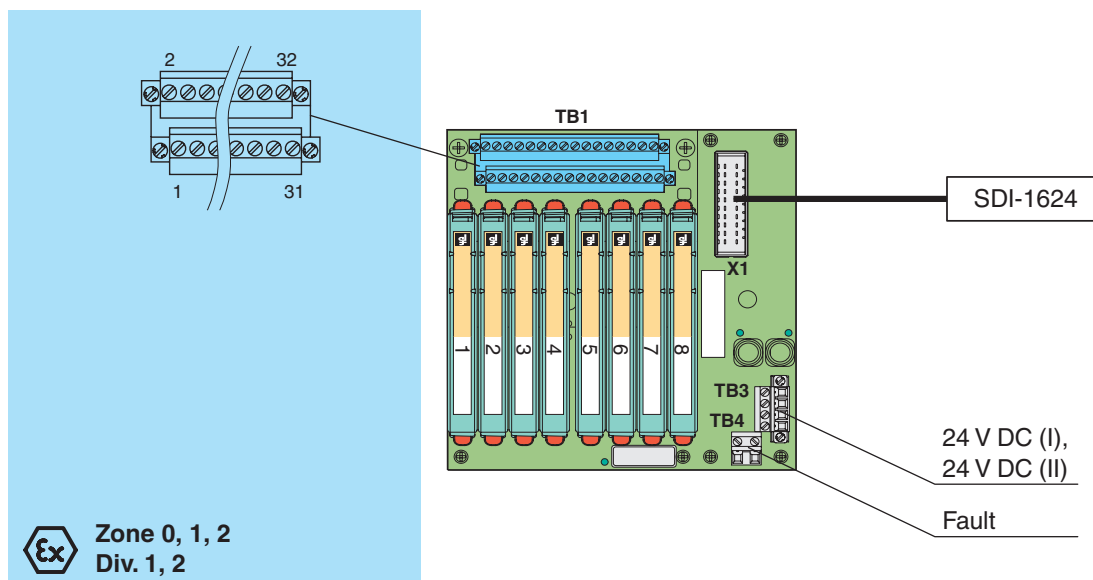 2 32
1 31
TB1
SDI-1624
X1
1 2 3 4 5 6 7 8
TB3
TB4
24 V DC (I),
24 V DC (II)
Fault
Ex
Zone 0, 1, 2
Div. 1, 2